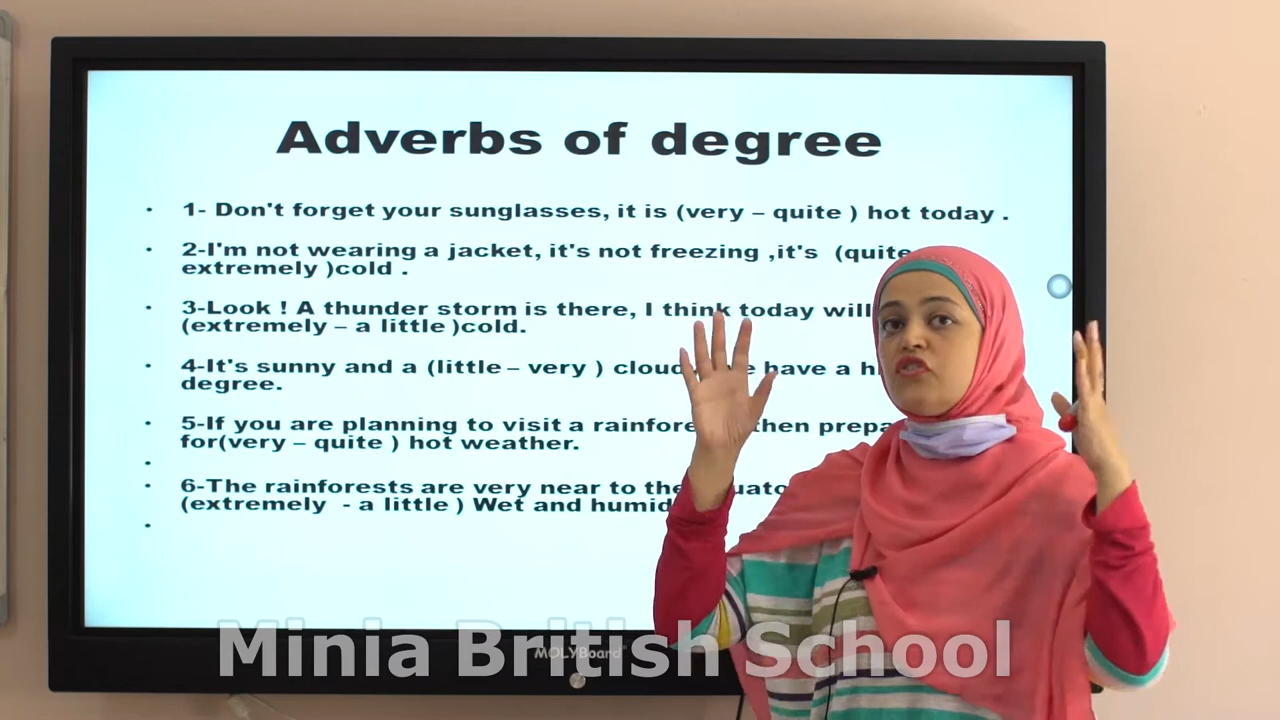 Adverbs of degree
• 1- Don't forget your sunglasses, it is (very – quite ) hot today .
• 2-I'm not wearing a jacket, it's not freezing ,it's (quite
extremely )cold .
• 3-Look ! A thunder storm is there, I think today will
(extremely – a little )cold.
• 4-It's sunny and a (little – very ) have a
degree.
• 5-If you are planning to visit a then
for(very – quite ) hot weather.
•
• 6-The rainforests are very near to the
(extremely - a little ) Wet and humid
•
Minia British School
MOLYBoard